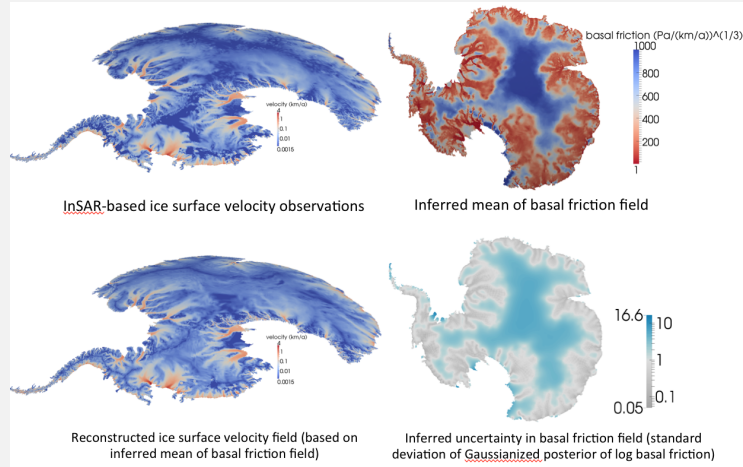 basal friction (Pa/(km/a))^(1/3)
1000
800
600
400
200
1
velocity (km/a)
4
1
0.1
0.01
0.0015
InSAR-based ice surface velocity observations
Inferred mean of basal friction field
16.6
10
1
0.1
0.05
velocity (km/a)
4
1
0.1
0.01
0.0015
Reconstructed ice surface velocity field (based on
inferred mean of basal friction field)
Inferred uncertainty in basal friction field (standard
deviation of Gaussianized posterior of log basal friction)